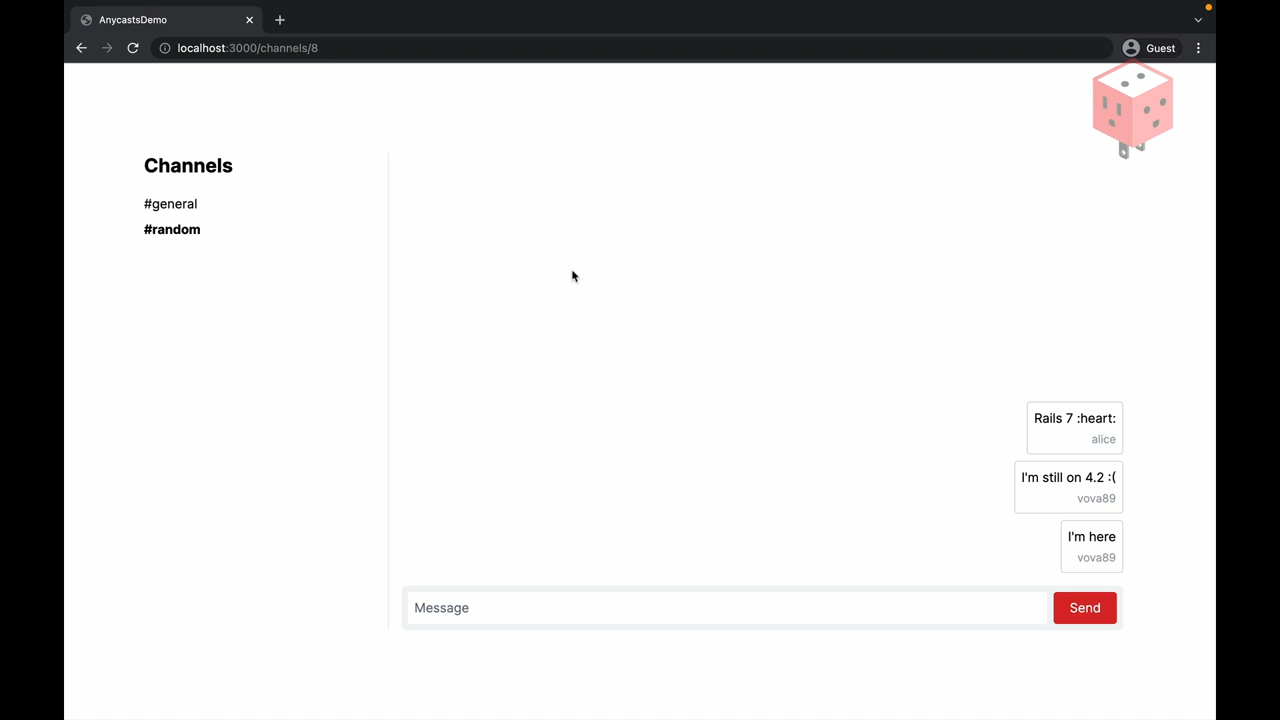 AnycastsDemo
localhost:3000/channels/8
Guest
Channels
#general
#random
Rails 7 :heart:
alice
I'm still on 4.2 :(
vova89
I'm here
vova89
Message
Send